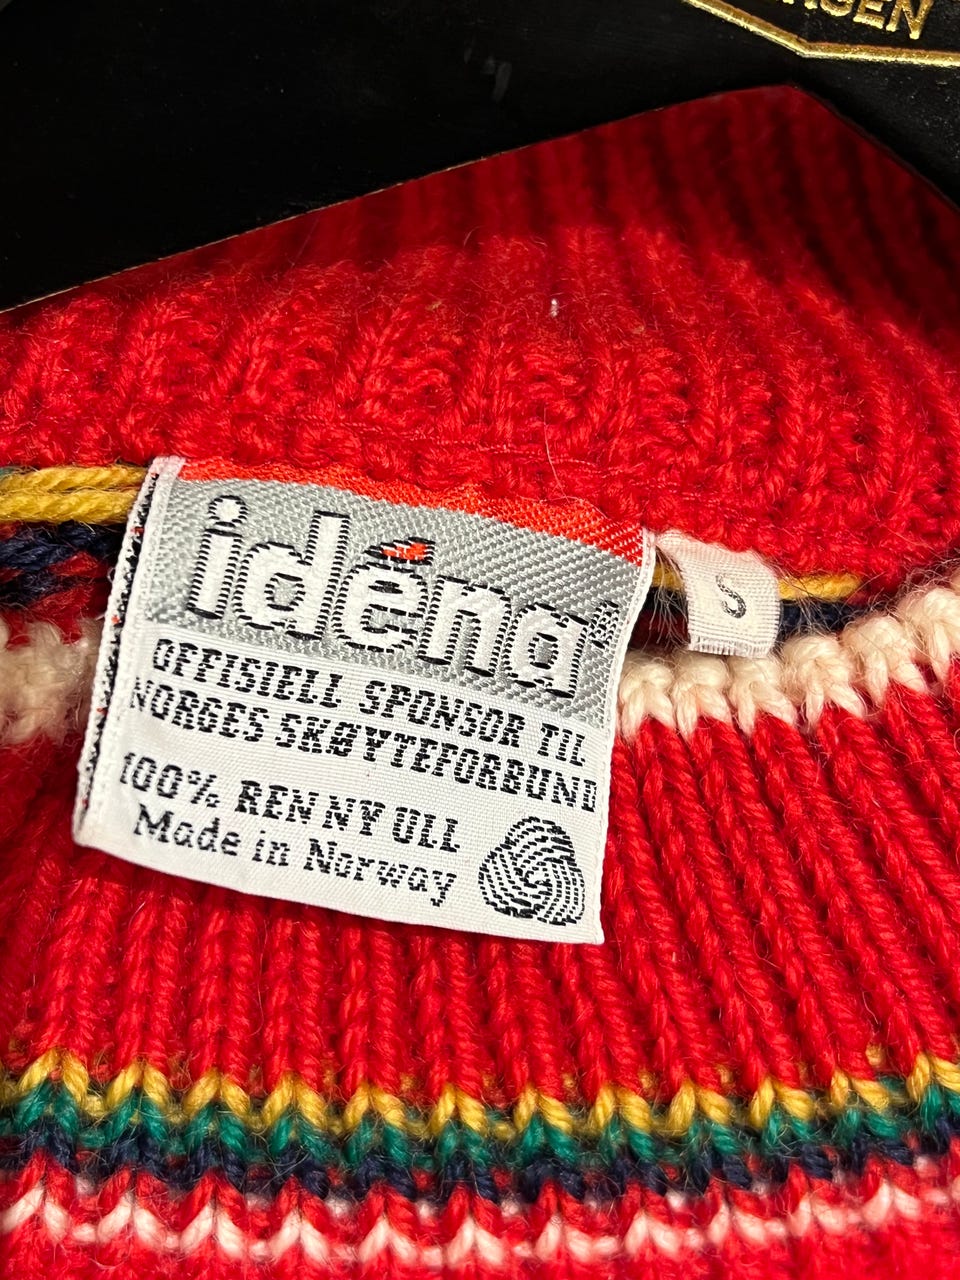 idéna
OFFISIELL SPONSOR TIL
NORGES SKØYTEFORBUND
100% REN NY ULL
Made in Norway
S